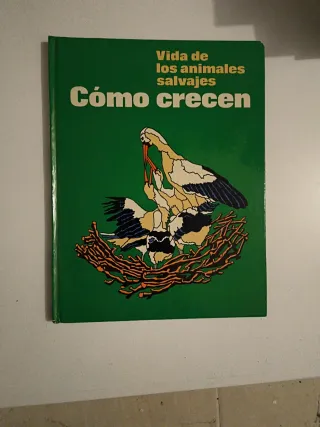 Vida de
los animales
salvajes
Cómo crecen